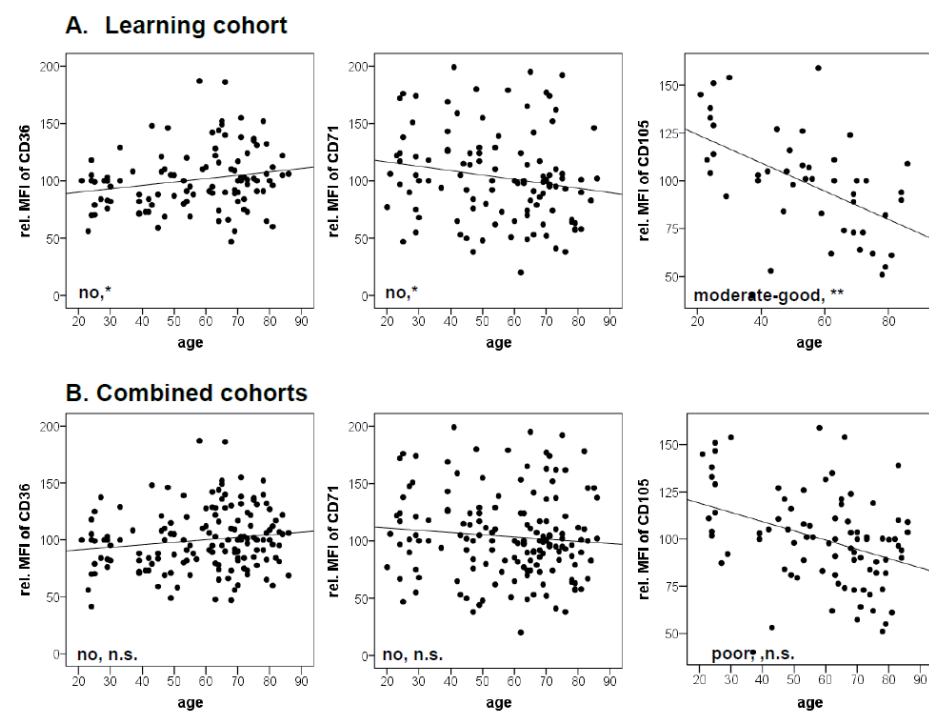 A. Learning cohort
rel. MFI of CD36
200
150
100
50
0
no,*
20 30 40 50 60 70 80 90
age
rel. MFI of CD71
200
150
100
50
0
no,*
20 30 40 50 60 70 80 90
age
rel. MFI of CD105
150
125
100
75
50
moderate-good, **
20 40 60 80
age
B. Combined cohorts
rel. MFI of CD36
200
150
100
50
0
no, n.s.
20 30 40 50 60 70 80 90
age
rel. MFI of CD71
200
150
100
50
0
no, n.s.
20 30 40 50 60 70 80 90
age
rel. MFI of CD105
150
125
100
75
50
poor, ,n.s.
20 30 40 50 60 70 80 90
age